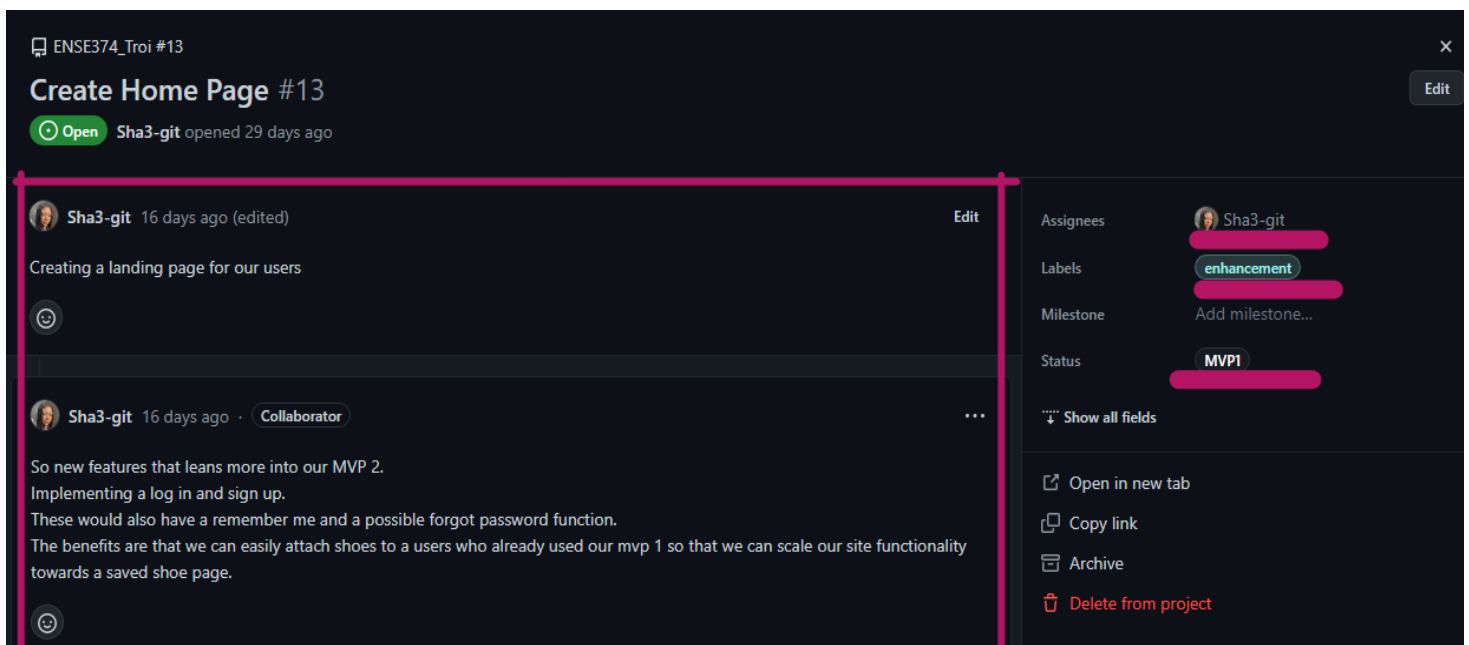 ENSE374_Troi #13
Create Home Page #13
Edit
Open Sha3-git opened 29 days ago
Sha3-git 16 days ago (edited)
Edit
Creating a landing page for our users
Sha3-git 16 days ago · Collaborator
So new features that leans more into our MVP 2.
Implementing a log in and sign up.
These would also have a remember me and a possible forgot password function.
The benefits are that we can easily attach shoes to a users who already used our mvp 1 so that we can scale our site functionality
towards a saved shoe page.
Assignees Sha3-git
Labels enhancement
Milestone Add milestone...
Status MVP1
Show all fields
Open in new tab
Copy link
Archive
Delete from project